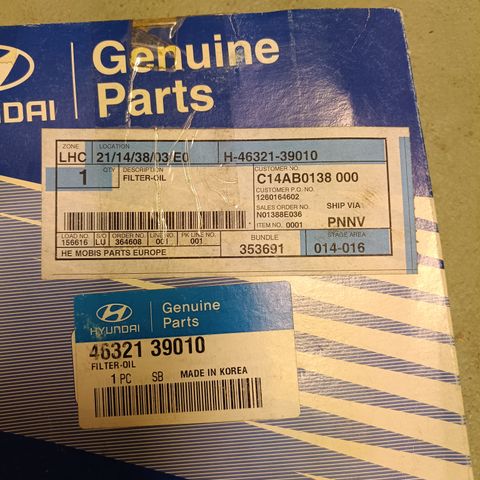 Genuine
Parts
HYUNDAI
ZONE LOCATION
LHC 21/14/38/03/E0 H-46321-39010
QTY DESCRIPTION
1 FILTER-OIL
CUSTOMER NO.
C14AB0138 000
CUSTOMER P.O. NO.
1260164602
SALES ORDER NO. SHIP VIA
N01388E036
ITEM NO. 0001 PNNV
LOAD NO. S/O ORDER NO. LINE NO. PK LINE NO.
156616 LU 364608 001 001
BUNDLE STAGE AREA
353691 014-016
HE MOBIS PARTS EUROPE
HYUNDAI
Genuine
Parts
46321 39010
FILTER-OIL
1 PC SB MADE IN KOREA